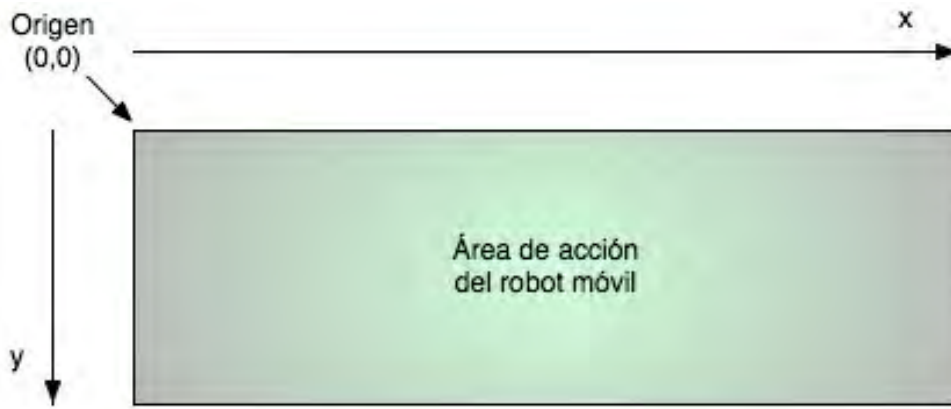 Origen
(0,0)
x
Área de acción
del robot móvil
y